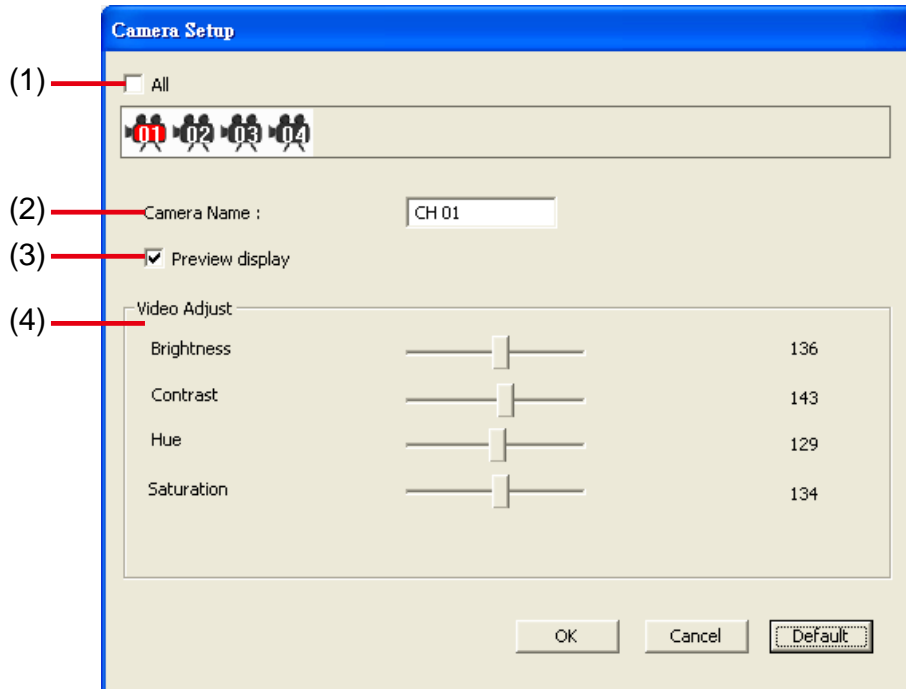 Camera Setup
(1) All
01 02 03 04
(2) Camera Name : CH 01
(3) Preview display
(4) Video Adjust
Brightness 136
Contrast 143
Hue 129
Saturation 134
OK Cancel Default